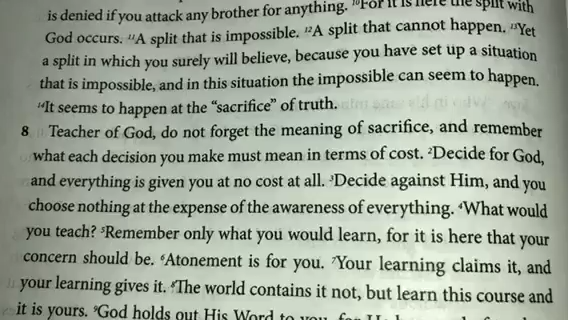 is denied if you attack any brother for anything. ¹⁰For it is here the split with
God occurs. ¹¹A split that is impossible. ¹²A split that cannot happen. ¹³Yet
a split in which you surely will believe, because you have set up a situation
that is impossible, and in this situation the impossible can seem to happen.
¹⁴It seems to happen at the “sacrifice” of truth.
8 Teacher of God, do not forget the meaning of sacrifice, and remember
what each decision you make must mean in terms of cost. ²Decide for God,
and everything is given you at no cost at all. ³Decide against Him, and you
choose nothing at the expense of the awareness of everything. ⁴What would
you teach? ⁵Remember only what you would learn, for it is here that your
concern should be. ⁶Atonement is for you. ⁷Your learning claims it, and
your learning gives it. ⁸The world contains it not, but learn this course and
it is yours. ⁹God holds out His Word to you, for He